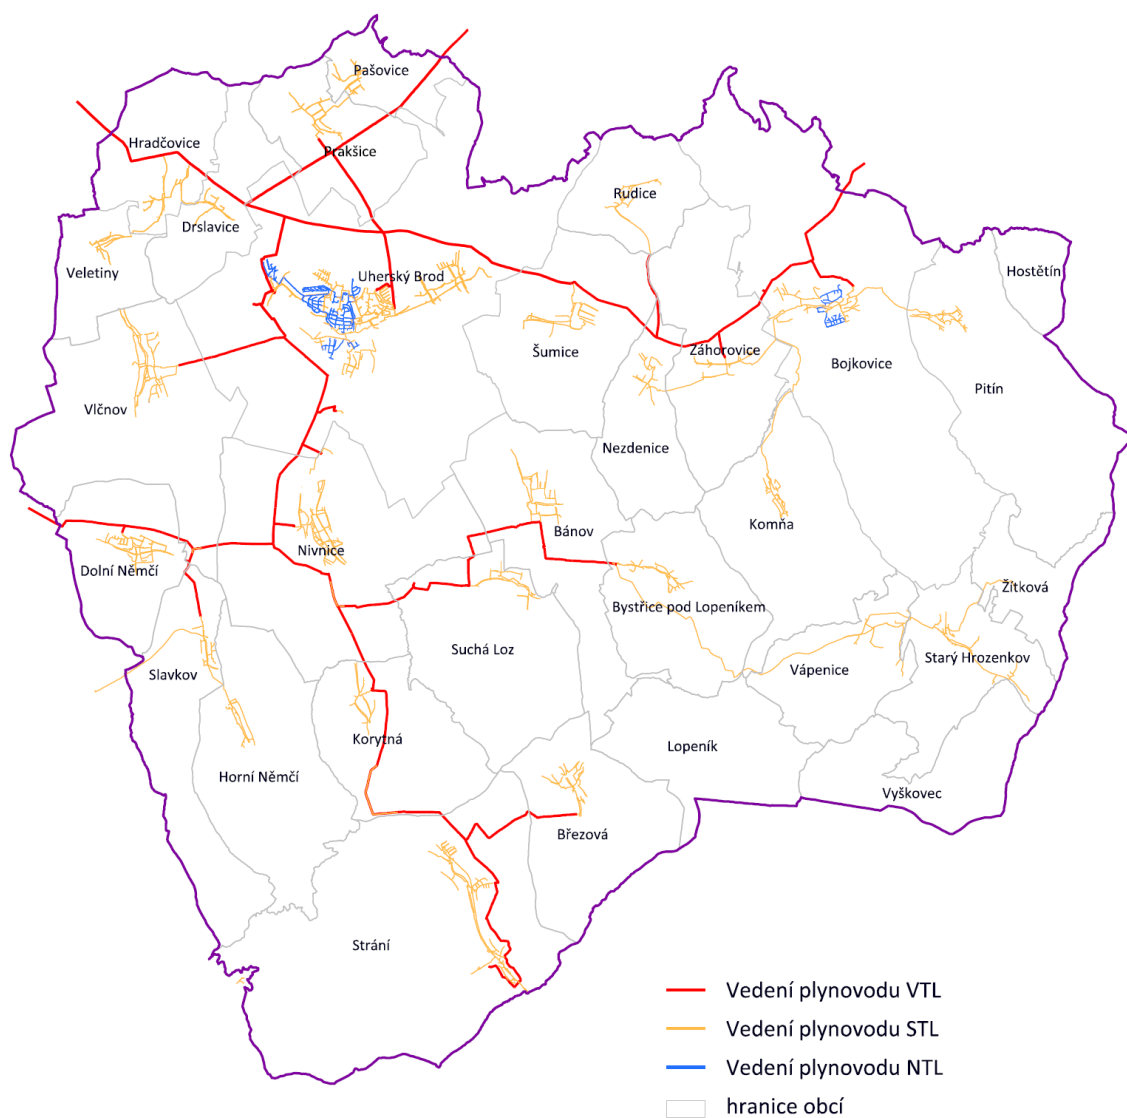 Pašovice
Hradčovice
Prakšice
Rudice
Drslavice
Veletiny
Uherský Brod
Hostětín
Šumice
Záhorovice
Bojkovice
Pitín
Vlčnov
Nezdenice
Komňa
Bánov
Nivnice
Dolní Němčí
Žítková
Bystřice pod Lopeníkem
Suchá Loz
Starý Hrozenkov
Slavkov
Vápenice
Korytná
Lopeník
Horní Němčí
Vyškovec
Březová
Strání
Vedení plynovodu VTL
Vedení plynovodu STL
Vedení plynovodu NTL
hranice obcí